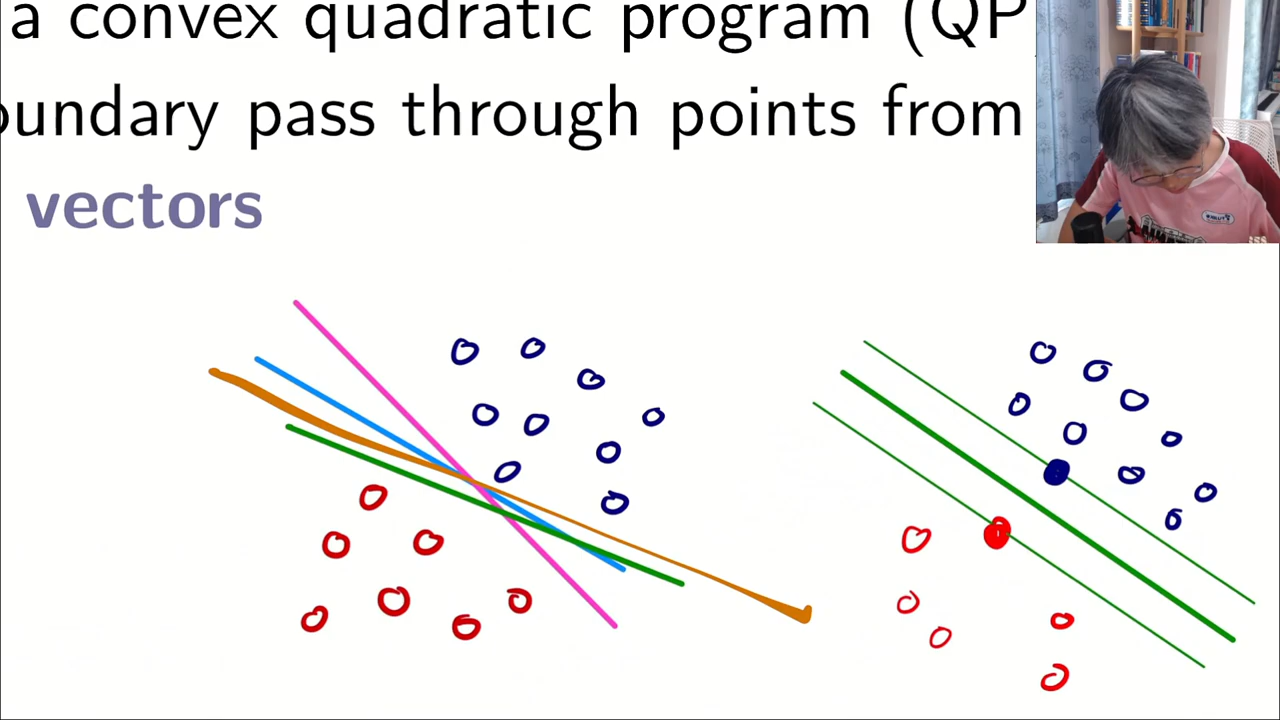 a convex quadratic program (QP
oundary pass through points from
vectors